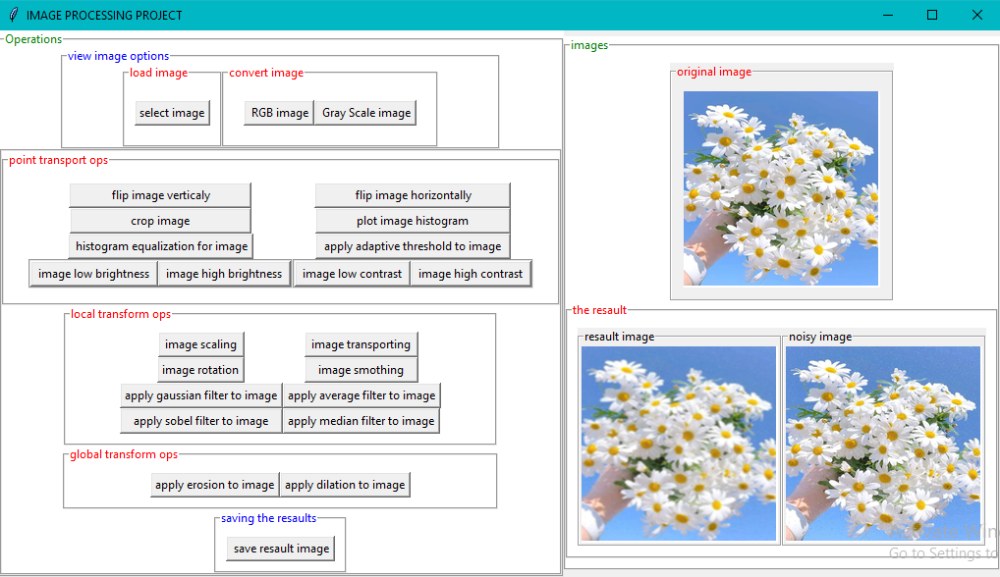 IMAGE PROCESSING PROJECT
Operations
view image options
load image
convert image
select image
RGB image
Gray Scale image
point transport ops
flip image verticaly
flip image horizontally
crop image
plot image histogram
histogram equalization for image
apply adaptive threshold to image
image low brightness
image high brightness
image low contrast
image high contrast
local transform ops
image scaling
image transporting
image rotation
image smothing
apply gaussian filter to image
apply average filter to image
apply sobel filter to image
apply median filter to image
global transform ops
apply erosion to image
apply dilation to image
saving the resaults
save resault image
images
original image
the resault
resault image
noisy image
Go to Settings to